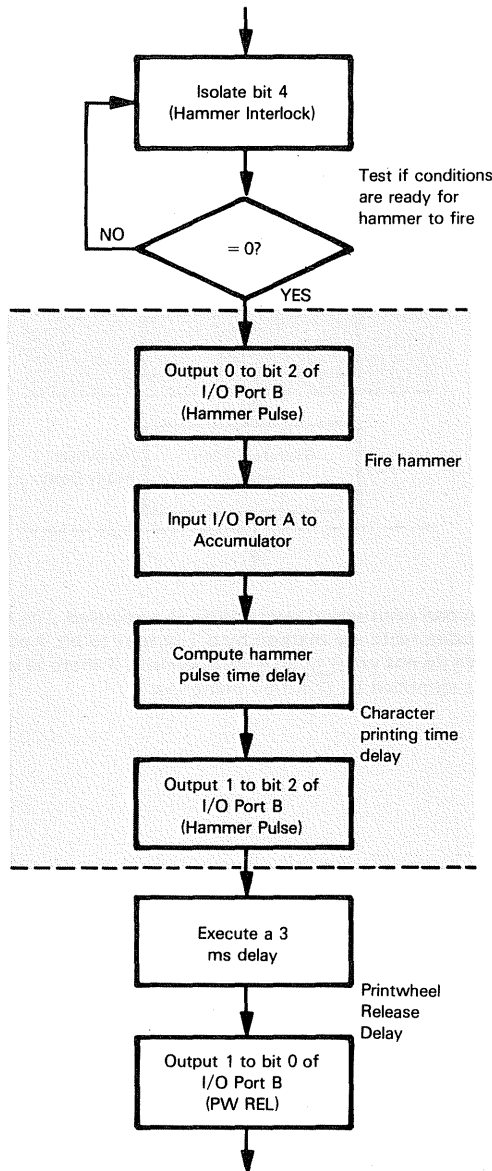 Isolate bit 4
(Hammer Interlock)
Test if conditions
are ready for
hammer to fire
NO
= 0?
YES
Output 0 to bit 2 of
I/O Port B
(Hammer Pulse)
Fire hammer
Input I/O Port A to
Accumulator
Compute hammer
pulse time delay
Character
printing time
delay
Output 1 to bit 2 of
I/O Port B
(Hammer Pulse)
Execute a 3
ms delay
Printwheel
Release
Delay
Output 1 to bit 0 of
I/O Port B
(PW REL)